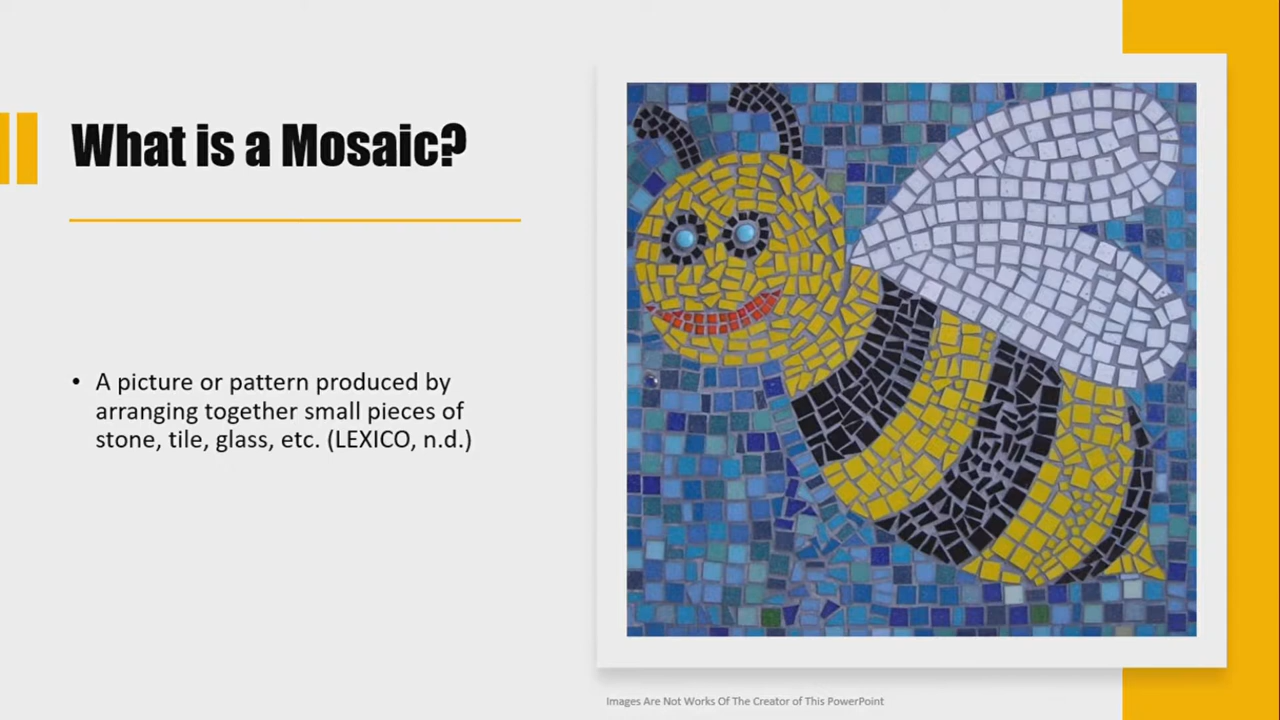 What is a Mosaic?
• A picture or pattern produced by
arranging together small pieces of
stone, tile, glass, etc. (LEXICO, n.d.)
Images Are Not Works Of The Creator of This PowerPoint